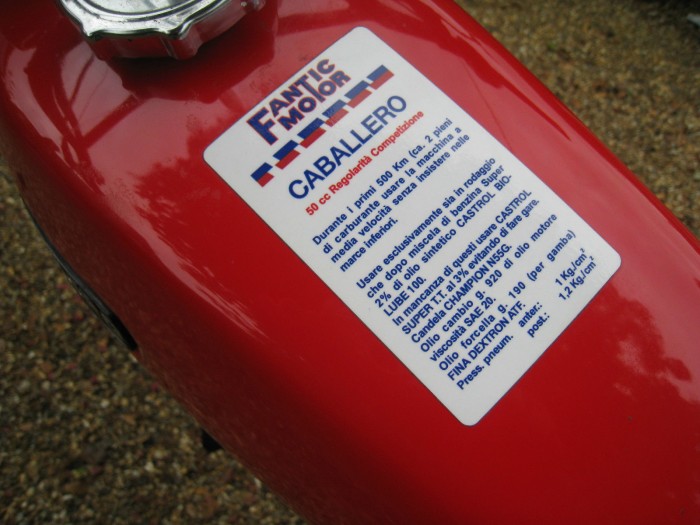 FANTIC
MOTOR
CABALLERO
50 cc Regolarità Competizione
Durante i primi 500 Km (ca. 2 pieni
di carburante usare la macchina a
media velocità senza insistere nelle
marce inferiori.
Usare esclusivamente sia in rodaggio
che dopo miscela di benzina Super
2% di olio sintetico CASTROL BIO-
LUBE 100.
In mancanza di questi usare CASTROL
SUPER T.T. al 3% evitando di fare gare.
Candela CHAMPION N55G.
Olio cambio g. 920 di olio motore
viscosità SAE 20.
Olio forcella g. 190 (per gamba)
FINA DEXTRON ATF.
Press. pneum. anter.: 1 Kg./cm²
post.: 1,2 Kg./cm²